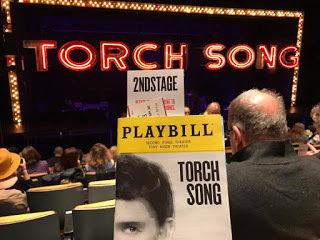 TORCH SONG
2NDSTAGE
PLAYBILL
SECOND STAGE THEATER
TONY KISER THEATER
TORCH
SONG